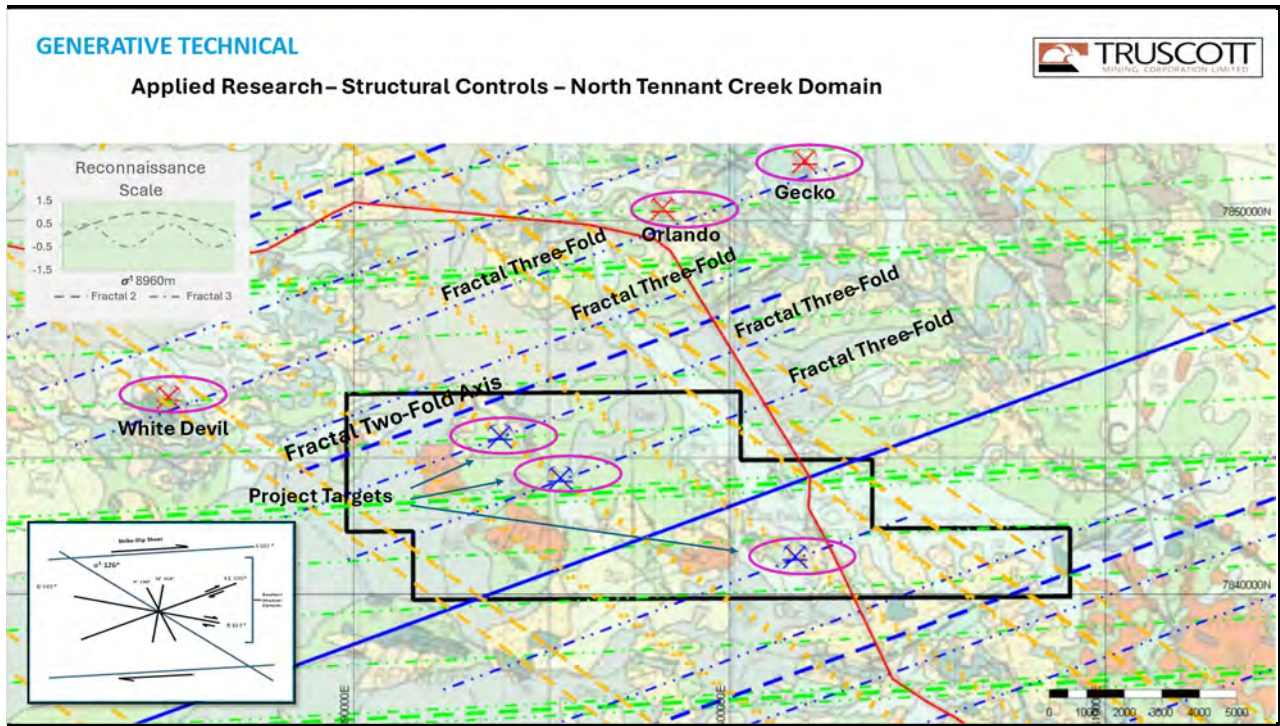 GENERATIVE TECHNICAL
TRUSCOTT
MINING CORPORATION LIMITED
Applied Research – Structural Controls – North Tennant Creek Domain
Reconnaissance
Scale
1.5
0.5
-0.5
-1.5
σ¹ 8960m
Fractal 2
Fractal 3
Gecko
Orlando
7850000N
Fractal Three-Fold
Fractal Three-Fold
Fractal Three-Fold
Fractal Three-Fold
White Devil
Fractal Two-Fold Axis
Project Targets
Strike-Slip Shear
σ¹ 126°
7840000N
0
1000
2000
3000
4000
5000